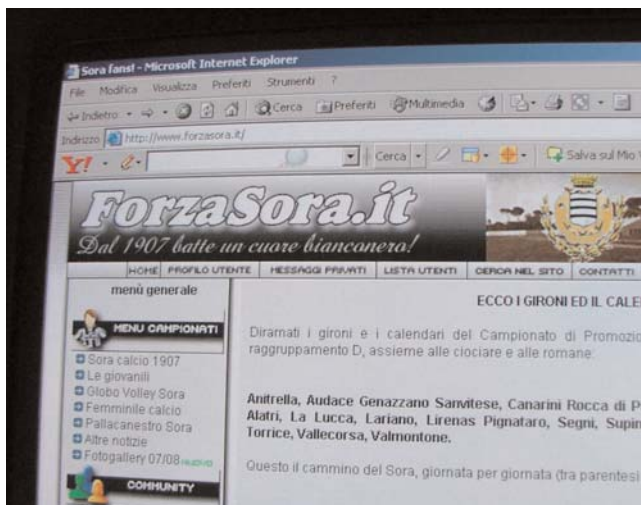 Sora fans! - Microsoft Internet Explorer
File Modifica Visualizza Preferiti Strumenti ?
Indietro Cerca Preferiti Multimedia
Indirizzo http://www.forzasora.it/
Y! Cerca Salva sul Mio
ForzaSora.it
Dal 1907 batte un cuore bianconero!
HOME PROFILO UTENTE MESSAGGI PRIVATI LISTA UTENTI CERCA NEL SITO CONTATTI
menù generale
MENU CAMPIONATI
Sora calcio 1907
Le giovanili
Globo Volley Sora
Femminile calcio
Pallacanestro Sora
Altre notizie
Fotogallery 07/08 NUOVO
COMMUNITY
ECCO I GIRONI ED IL CALE
Diramati i gironi e i calendari del Campionato di Promozio
raggruppamento D, assieme alle ciociare e alle romane:
Anitrella, Audace Genazzano Sanvitese, Canarini Rocca di P
Alatri, La Lucca, Lariano, Lirenas Pignataro, Segni, Supin
Torrice, Vallecorsa, Valmontone.
Questo il cammino del Sora, giornata per giornata (tra parentesi